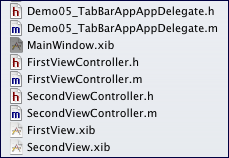 h Demo05_TabBarAppAppDelegate.h
m Demo05_TabBarAppAppDelegate.m
MainWindow.xib
h FirstViewController.h
m FirstViewController.m
h SecondViewController.h
m SecondViewController.m
FirstView.xib
SecondView.xib